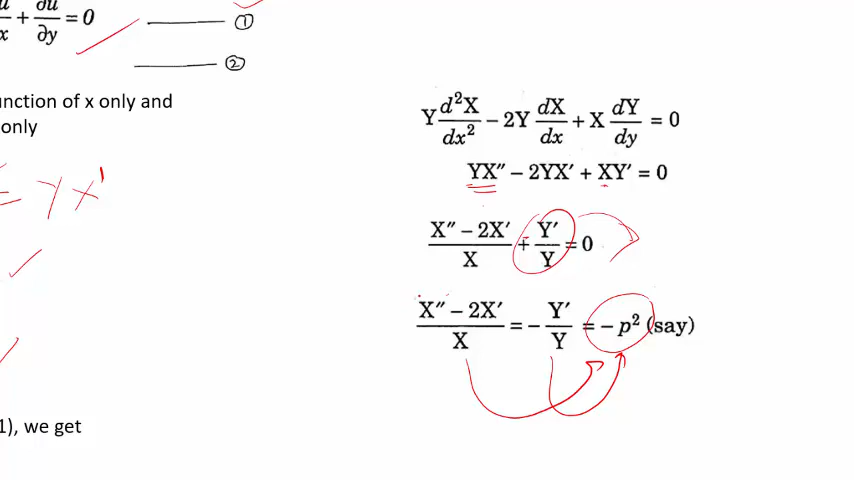 u/x + ∂u/∂y = 0 ——— ①
——— ②
unction of x only and
only
= YX'
1), we get
Y d²X/dx² − 2Y dX/dx + X dY/dy = 0
YX″ − 2YX′ + XY′ = 0
X″ − 2X′/X + Y′/Y = 0
X″ − 2X′/X = − Y′/Y = − p² (say)